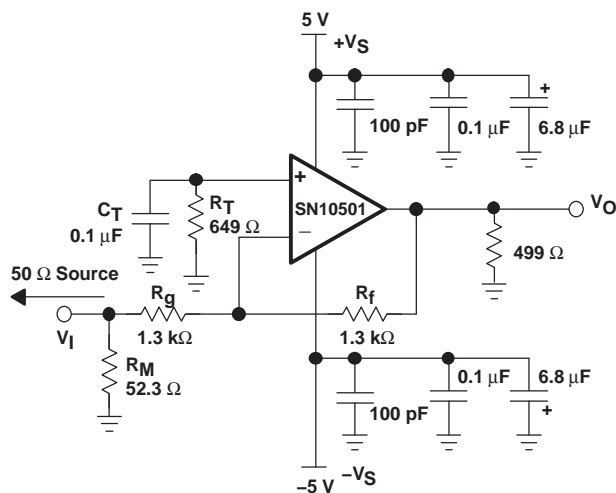 5 V
+VS
100 pF
0.1 µF
6.8 µF
+
+
SN10501
−
VO
CT
0.1 µF
RT
649 Ω
499 Ω
50 Ω Source
VI
Rg
1.3 kΩ
Rf
1.3 kΩ
RM
52.3 Ω
0.1 µF
6.8 µF
100 pF
+
−5 V
−VS